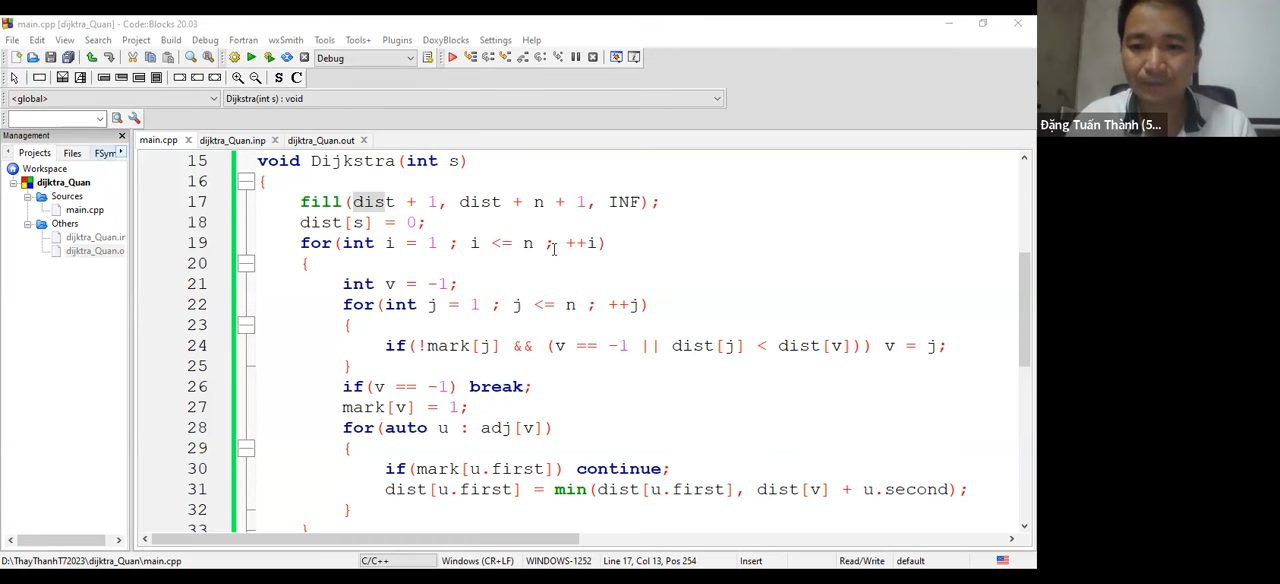 main.cpp [dijktra_Quan] - Code::Blocks 20.03
File Edit View Search Project Build Debug Fortran wxSmith Tools Tools+ Plugins DoxyBlocks Settings Help
Debug
S C
<global> Dijkstra(int s) : void
Management
Projects Files FSyr
main.cpp dijktra_Quan.inp dijktra_Quan.out
Workspace
dijktra_Quan
Sources
main.cpp
Others
dijktra_Quan.ir
dijktra_Quan.o
15 void Dijkstra(int s)
16 {
17 fill(dist + 1, dist + n + 1, INF);
18 dist[s] = 0;
19 for(int i = 1 ; i <= n ; ++i)
20 {
21 int v = -1;
22 for(int j = 1 ; j <= n ; ++j)
23 {
24 if(!mark[j] && (v == -1 || dist[j] < dist[v])) v = j;
25 }
26 if(v == -1) break;
27 mark[v] = 1;
28 for(auto u : adj[v])
29 {
30 if(mark[u.first]) continue;
31 dist[u.first] = min(dist[u.first], dist[v] + u.second);
32 }
33 }
D:\ThayThanhT72023\dijktra_Quan\main.cpp C/C++ Windows (CR+LF) WINDOWS-1252 Line 17, Col 13, Pos 254 Insert Read/Write default
Đặng Tuấn Thành (5...